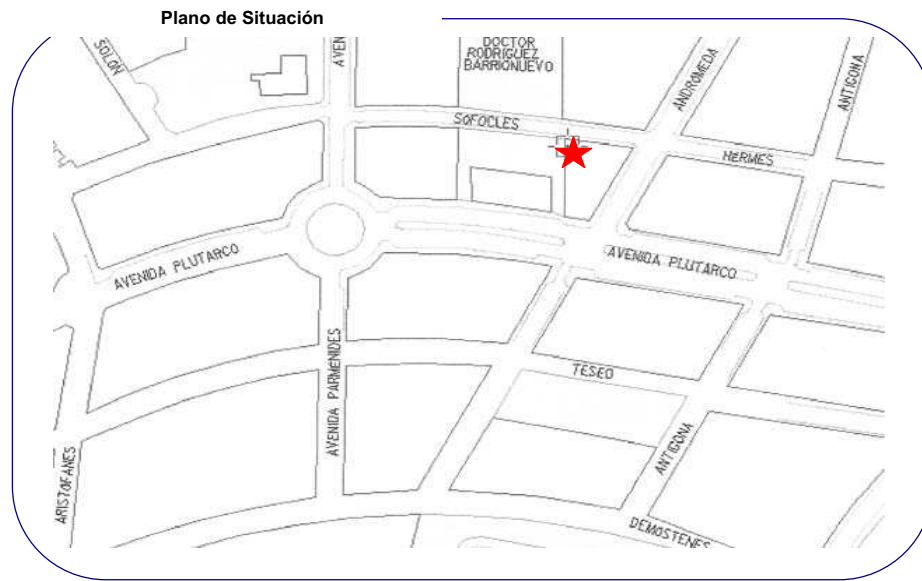 Plano de Situación
SOLON
AVEN
DOCTOR
RODRIGUEZ
BARRIONUEVO
ANDROMEDA
ANTIGONA
SOFOCLES
HERMES
AVENIDA PLUTARCO
AVENIDA PLUTARCO
AVENIDA PARMENIDES
TESEO
ARISTOFANES
ANTIGONA
DEMOSTENES